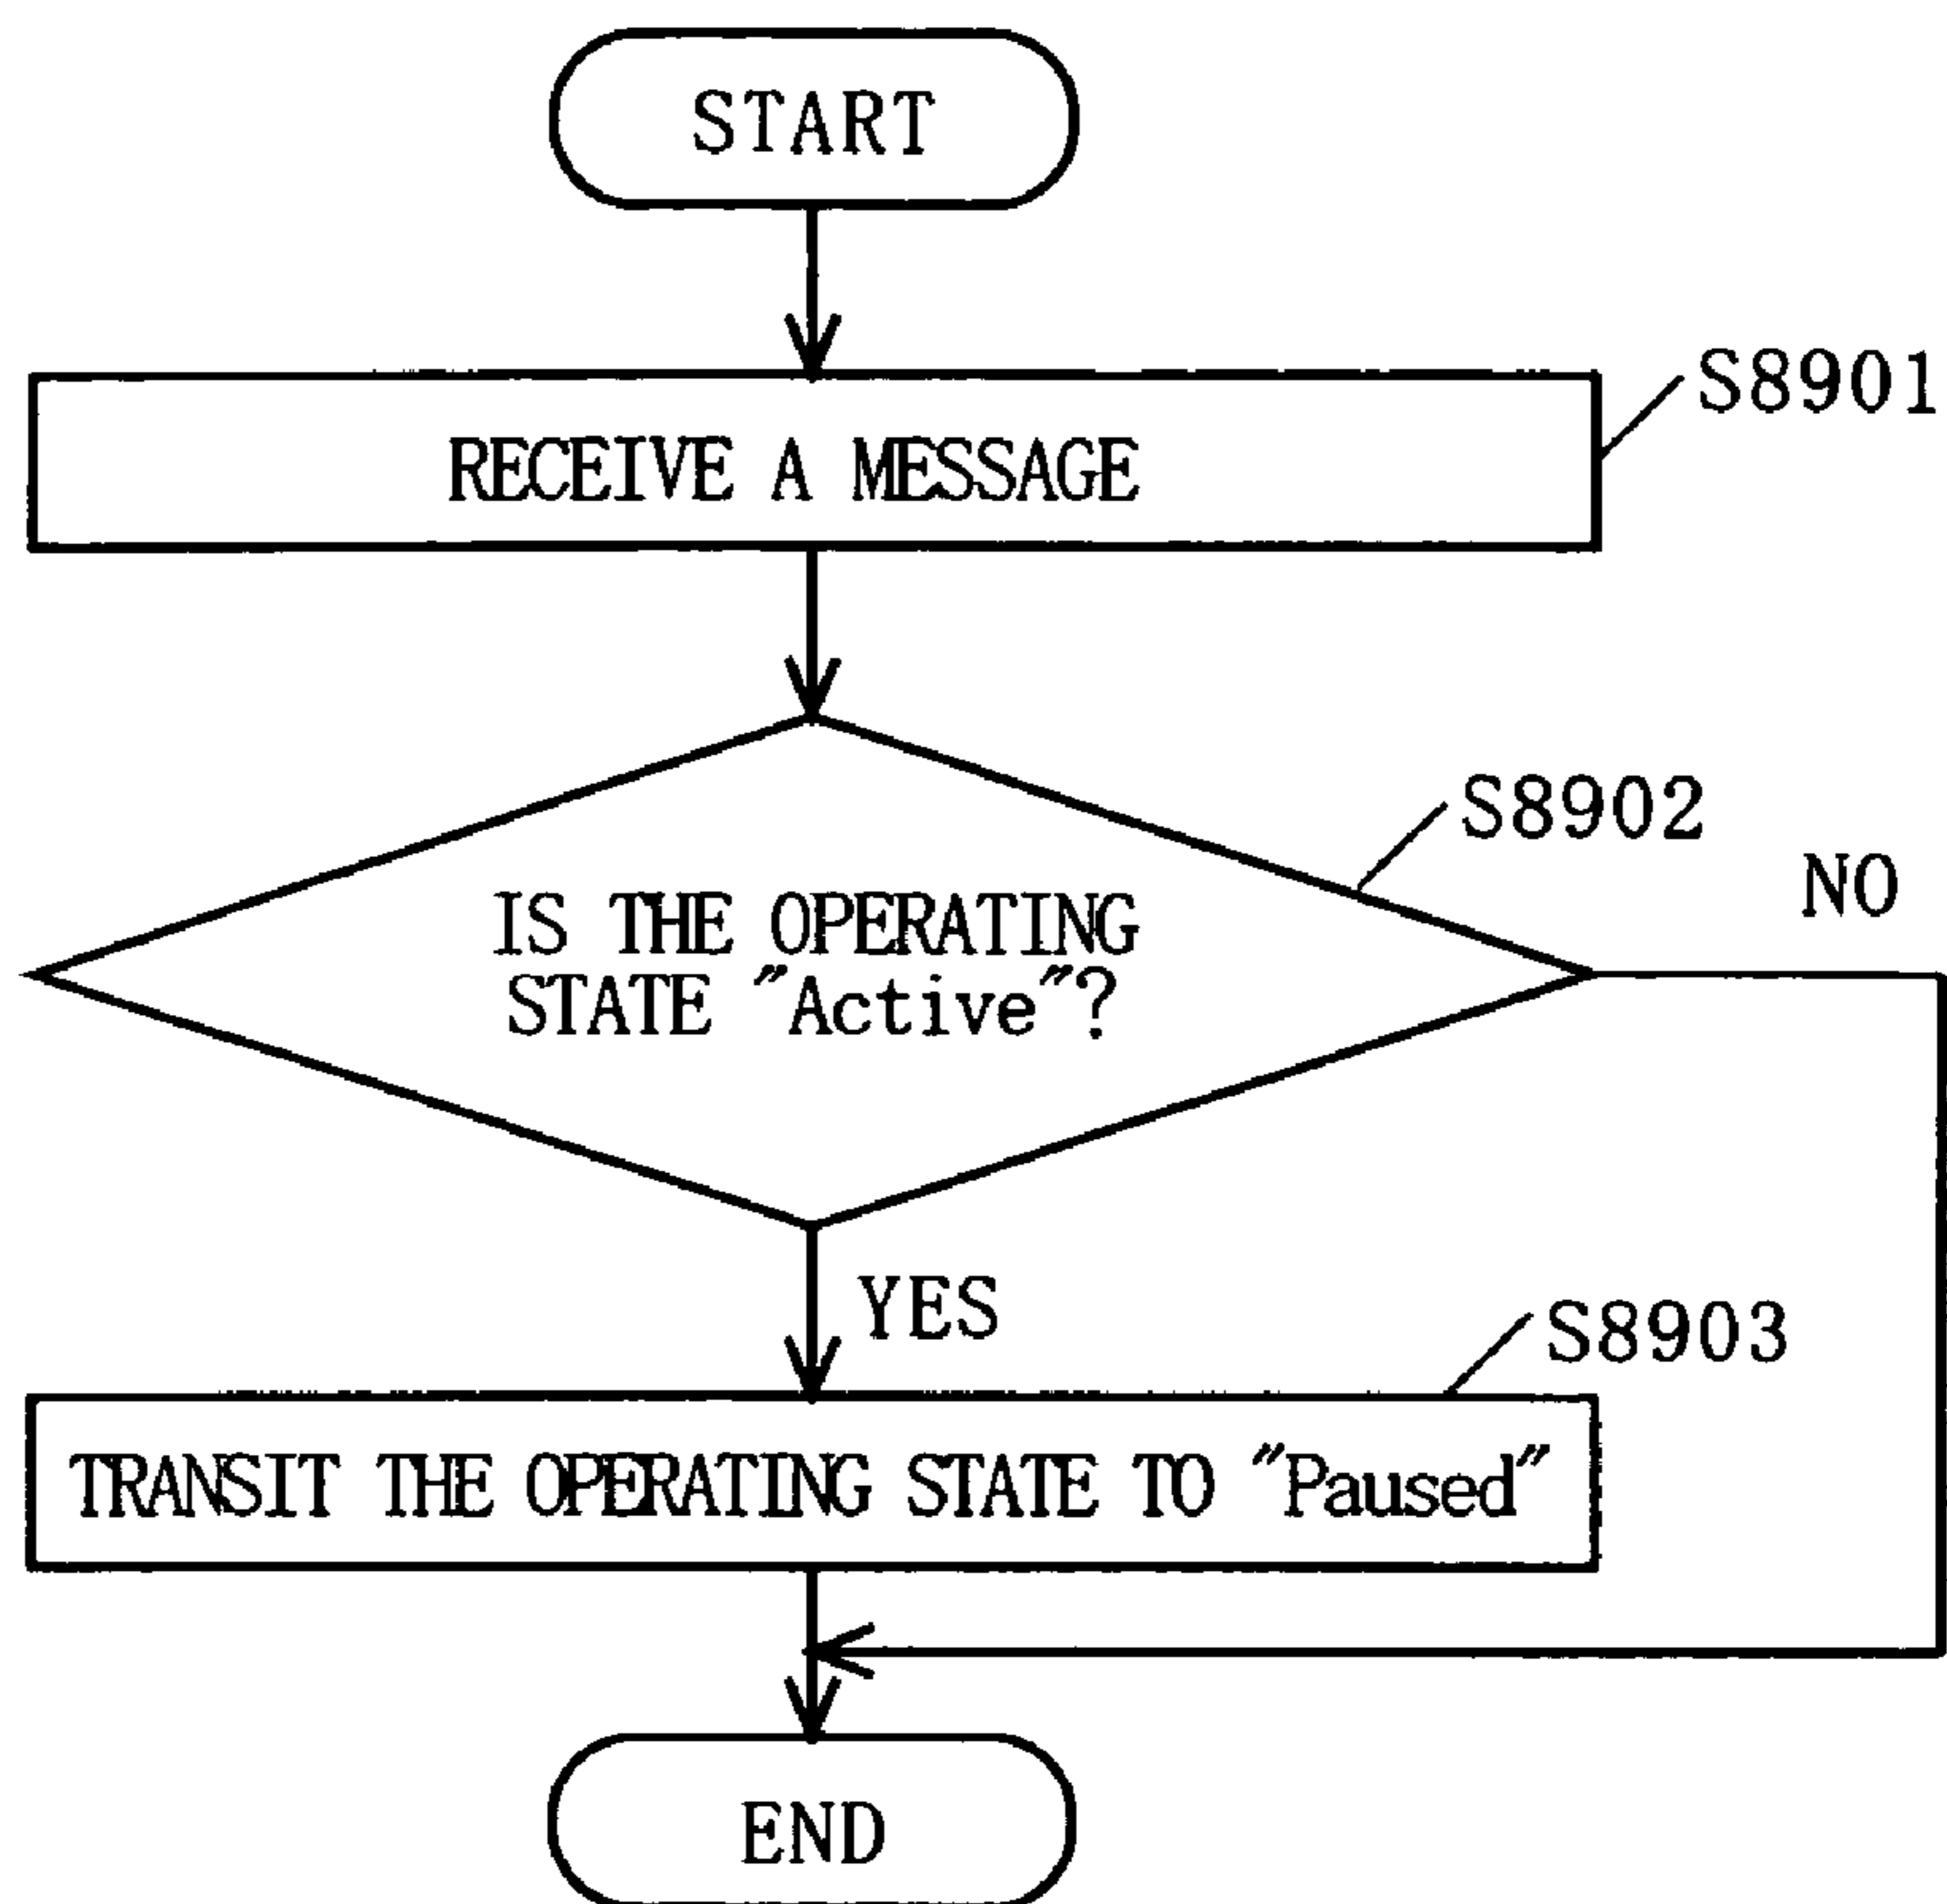 START
S8901
RECEIVE A MESSAGE
S8902
NO
IS THE OPERATING
STATE "Active"?
YES
S8903
TRANSIT THE OPERATING STATE TO "Paused"
END